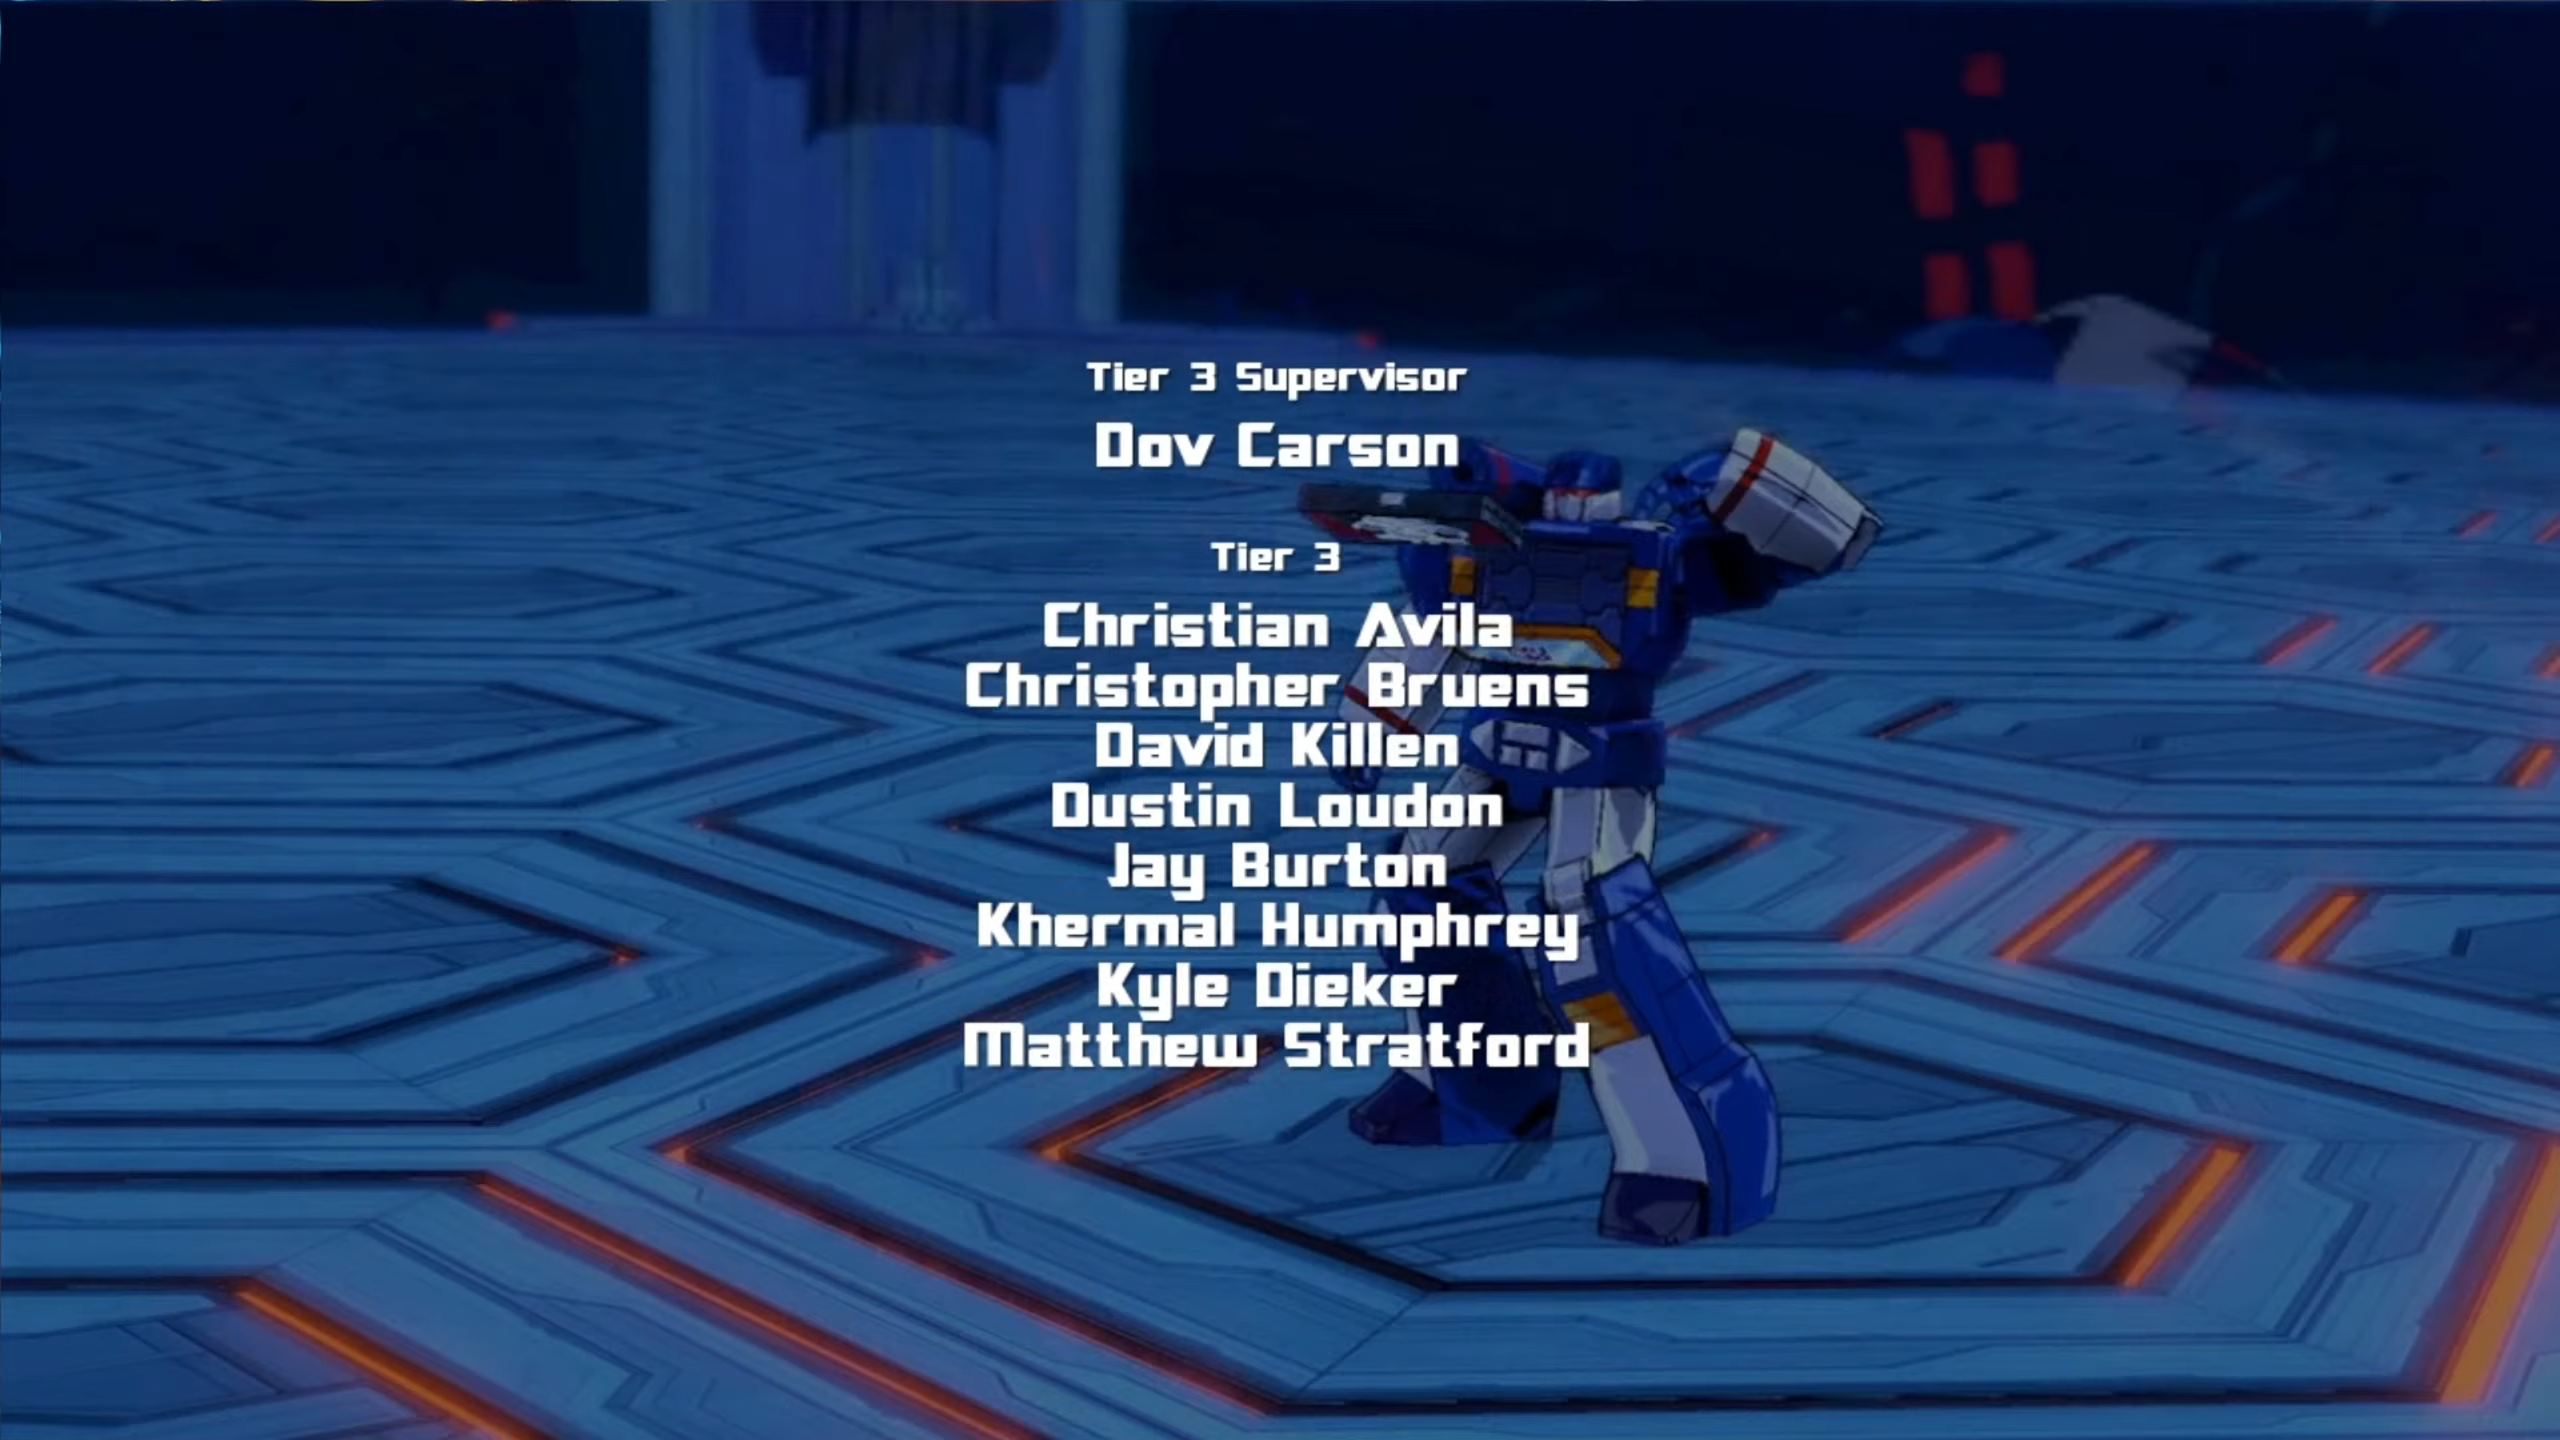 Tier 3 Supervisor
Dov Carson
Tier 3
Christian Avila
Christopher Bruens
David Killen
Dustin Loudon
Jay Burton
Khermal Humphrey
Kyle Dieker
Matthew Stratford